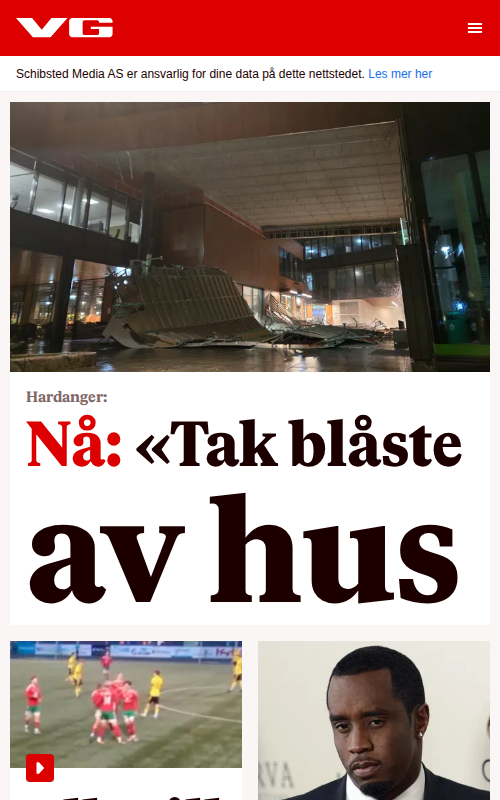 VG
Schibsted Media AS er ansvarlig for dine data på dette nettstedet. Les mer her
Hardanger:
Nå: «Tak blåste
av hus